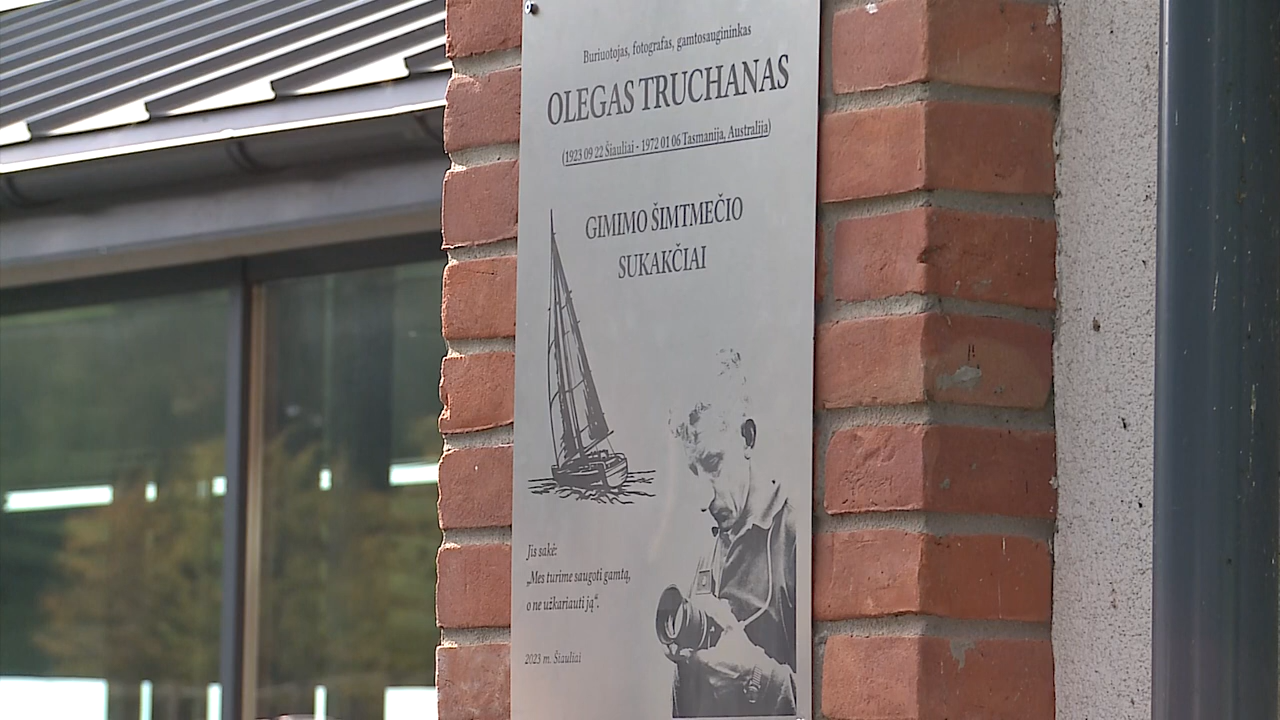 Buriuotojas, fotografas, gamtosaugininkas
OLEGAS TRUCHANAS
(1923 09 22 Šiauliai - 1972 01 06 Tasmanija, Australija)
GIMIMO ŠIMTMEČIO
SUKAKČIAI
Jis sakė:
„Mes turime saugoti gamtą,
o ne užkariauti ją“.
2023 m. Šiauliai